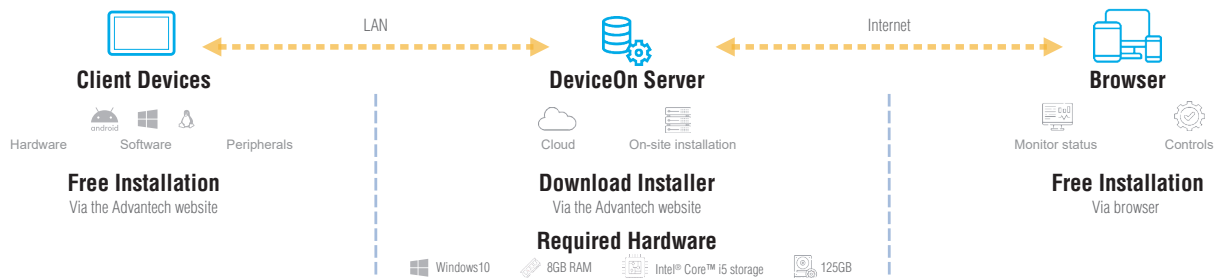 LAN
Internet
Client Devices
DeviceOn Server
Browser
android
Hardware
Software
Peripherals
Cloud
On-site installation
Monitor status
Controls
Free Installation
Via the Advantech website
Download Installer
Via the Advantech website
Free Installation
Via browser
Required Hardware
Windows10
8GB RAM
Intel® Core™ i5 storage
125GB